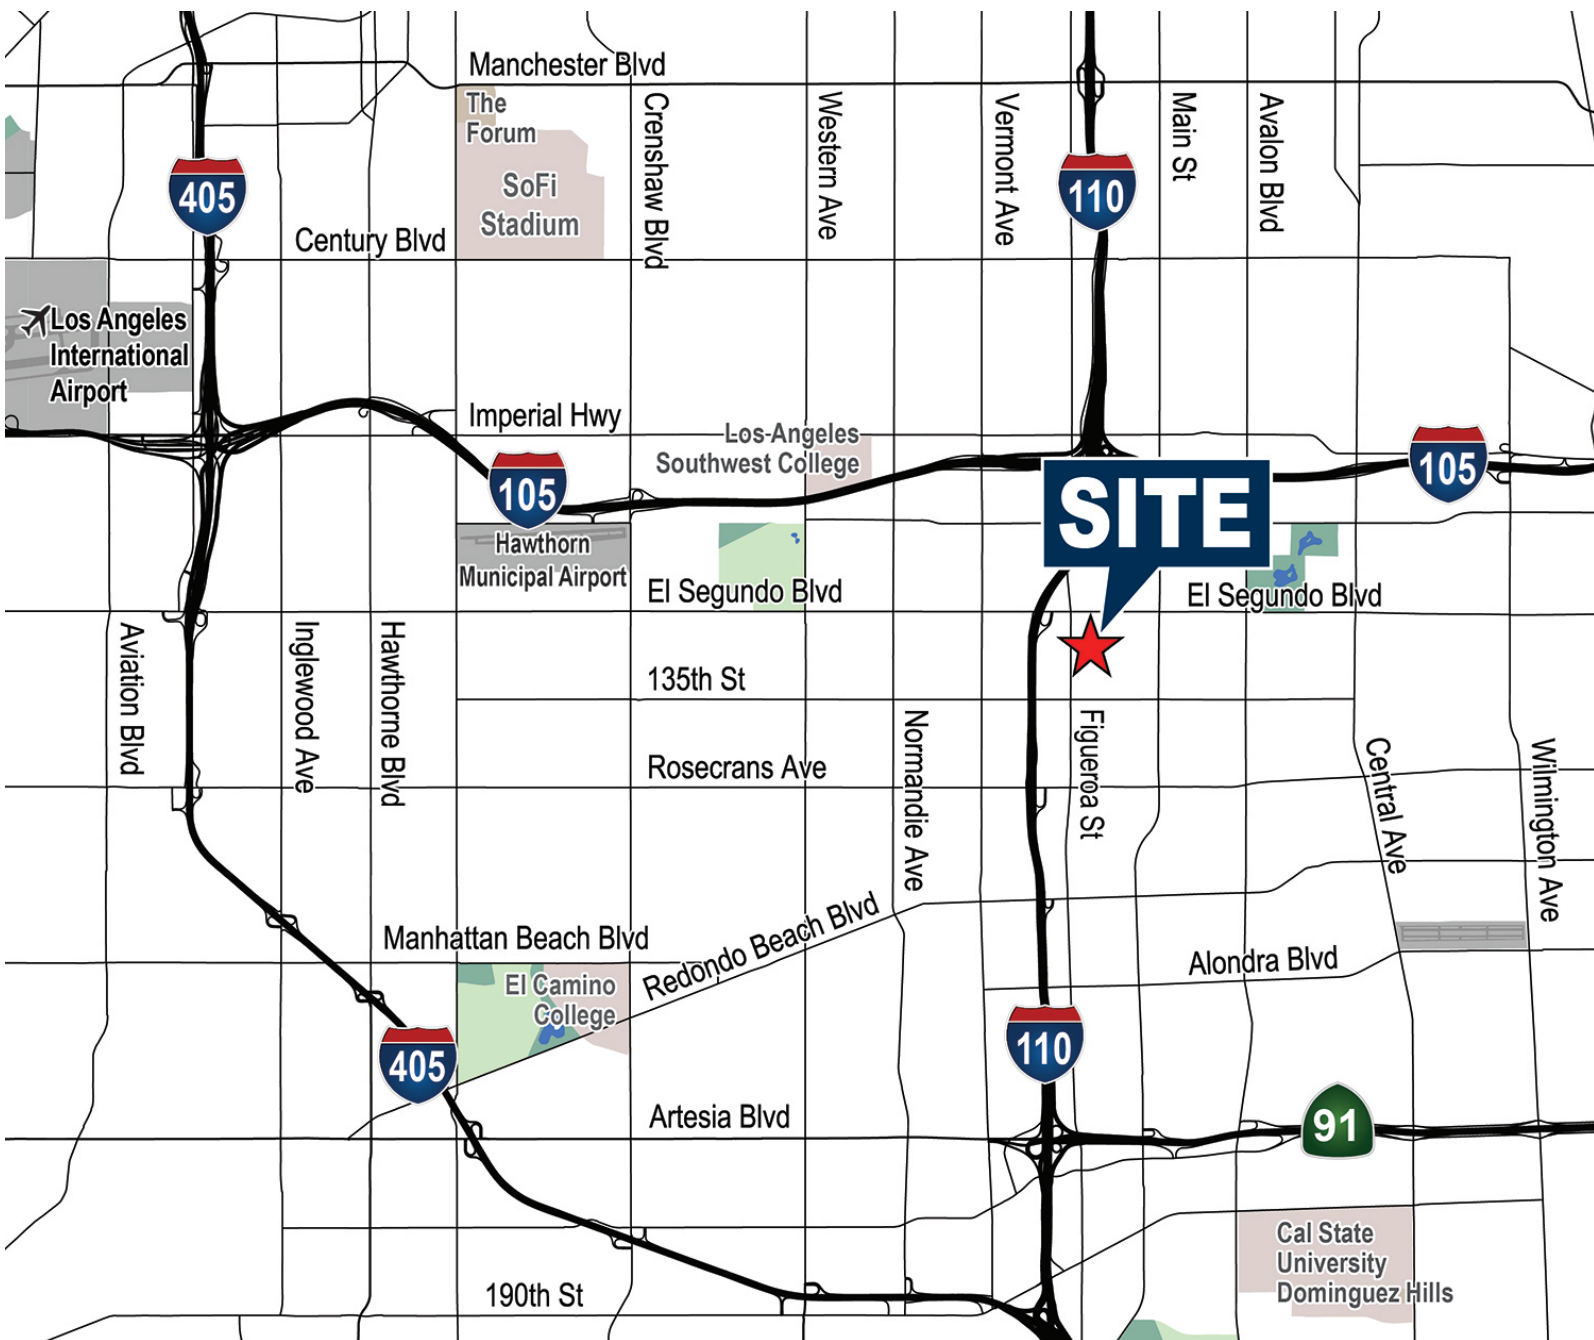 Manchester Blvd
The
Forum
SoFi
Stadium
Crenshaw Blvd
Western Ave
Vermont Ave
Main St
Avalon Blvd
405
110
Century Blvd
Los Angeles
International
Airport
Imperial Hwy
Los-Angeles
Southwest College
105
105
SITE
Hawthorn
Municipal Airport
El Segundo Blvd
El Segundo Blvd
Aviation Blvd
Inglewood Ave
Hawthorne Blvd
135th St
Normandie Ave
Figueroa St
Central Ave
Wilmington Ave
Rosecrans Ave
Manhattan Beach Blvd
Redondo Beach Blvd
Alondra Blvd
El Camino
College
405
110
Artesia Blvd
91
Cal State
University
Dominguez Hills
190th St